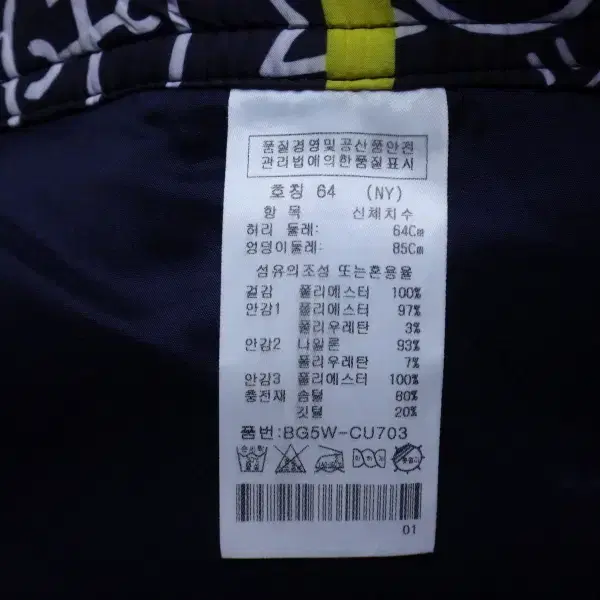 품질경영및공산품안전
관리법에의한품질표시
호칭 64 (NY)
항 목 신체치수
허리 둘레: 64Cm
엉덩이둘레: 85Cm
섬유의조성 또는혼용율
겉감 폴리에스터 100%
안감1 폴리에스터 97%
폴리우레탄 3%
안감2 나일론 93%
폴리우레탄 7%
안감3 폴리에스터 100%
충전재 솜털 80%
깃털 20%
품번:BG5W-CU703
01